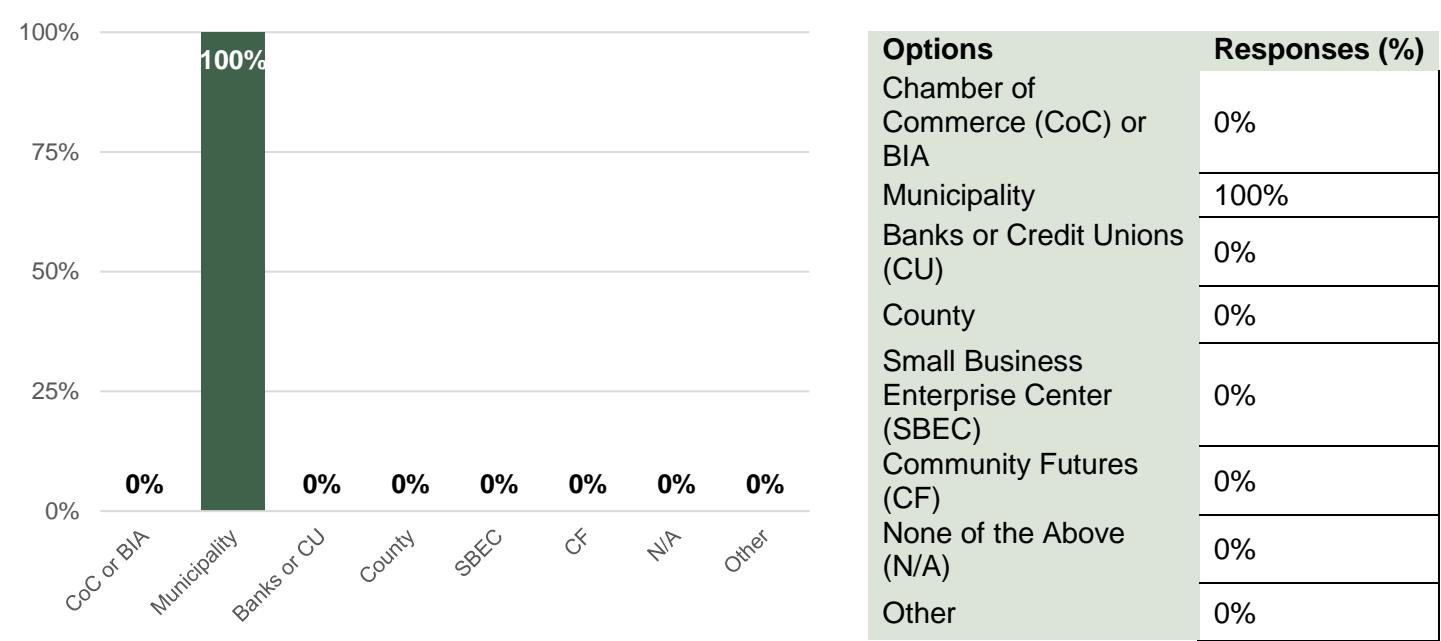 100%
75%
50%
25%
0%
0%
100%
0%
0%
0%
0%
0%
0%
CoC or BIA
Municipality
Banks or CU
County
SBEC
CF
N/A
Other
Options Responses (%)
Chamber of
Commerce (CoC) or
BIA
0%
Municipality 100%
Banks or Credit Unions
(CU)
0%
County 0%
Small Business
Enterprise Center
(SBEC)
0%
Community Futures
(CF)
0%
None of the Above
(N/A)
0%
Other 0%